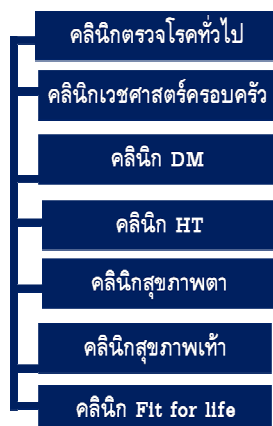 คลินิกตรวจโรคทั่วไป
คลินิกเวชศาสตร์ครอบครัว
คลินิก DM
คลินิก HT
คลินิกสุขภาพตา
คลินิกสุขภาพเท้า
คลินิก Fit for life